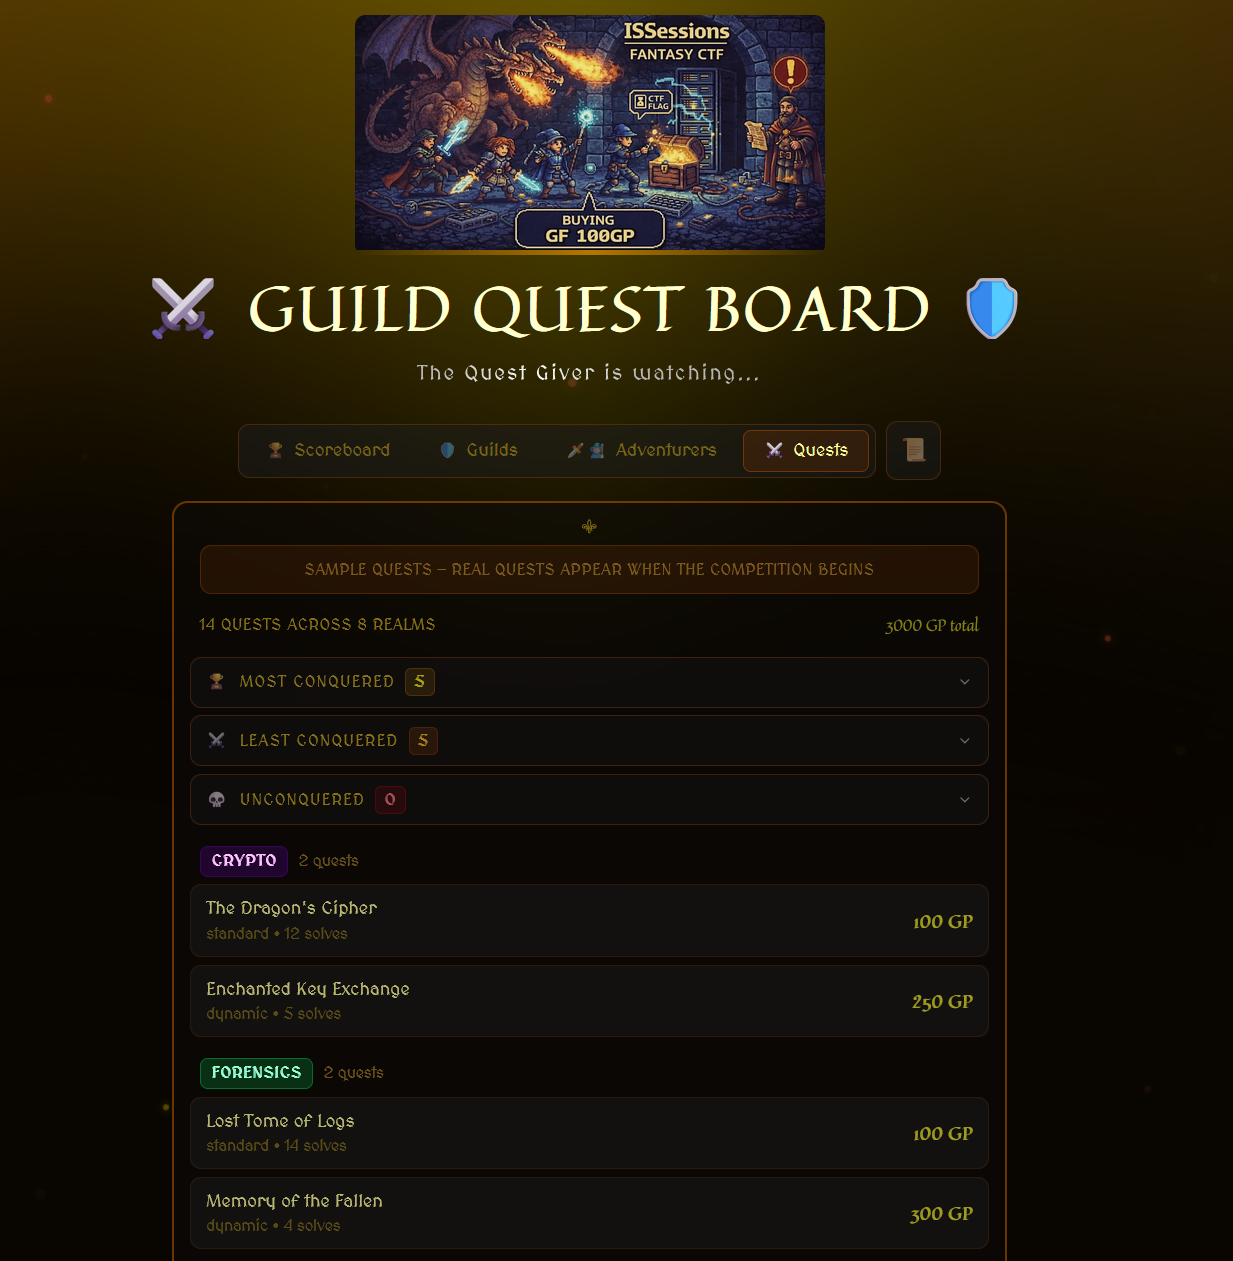 ISSessions
FANTASY CTF
!
CTF
FLAG
BUYING
GF 100GP
GUILD QUEST BOARD
The Quest Giver is watching...
Scoreboard
Guilds
Adventurers
Quests
SAMPLE QUESTS — REAL QUESTS APPEAR WHEN THE COMPETITION BEGINS
14 QUESTS ACROSS 8 REALMS
3000 GP total
MOST CONQUERED 5
LEAST CONQUERED 5
UNCONQUERED 0
CRYPTO 2 quests
The Dragon's Cipher
standard • 12 solves
100 GP
Enchanted Key Exchange
dynamic • 5 solves
250 GP
FORENSICS 2 quests
Lost Tome of Logs
standard • 14 solves
100 GP
Memory of the Fallen
dynamic • 4 solves
300 GP